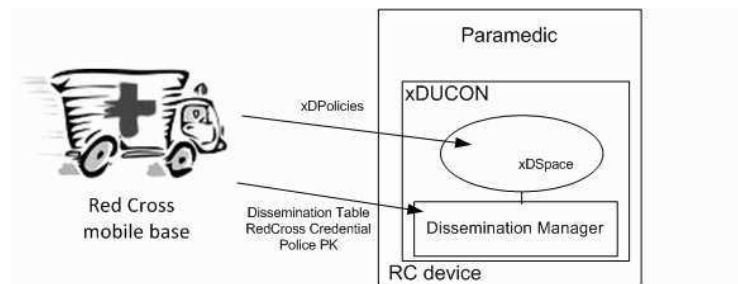 Paramedic
xDUCON
xDPolicies
xDSpace
Red Cross
mobile base
Dissemination Table
RedCross Credential
Police PK
Dissemination Manager
RC device